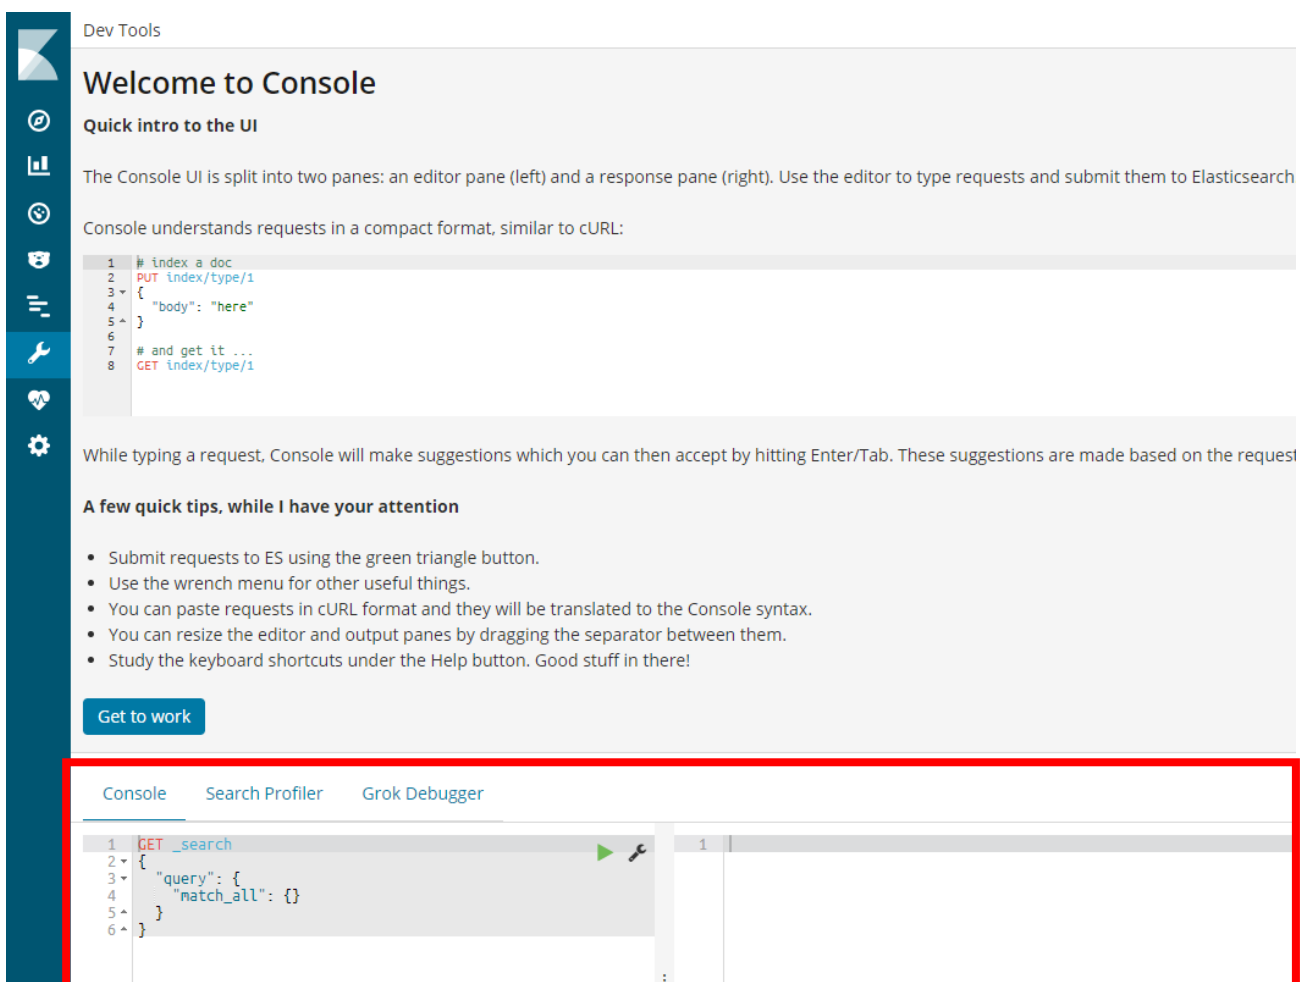 Dev Tools
Welcome to Console
Quick intro to the UI
The Console UI is split into two panes: an editor pane (left) and a response pane (right). Use the editor to type requests and submit them to Elasticsearch
Console understands requests in a compact format, similar to cURL:
1 # index a doc
2 PUT index/type/1
3 {
4 "body": "here"
5 }
6
7 # and get it ...
8 GET index/type/1
While typing a request, Console will make suggestions which you can then accept by hitting Enter/Tab. These suggestions are made based on the request
A few quick tips, while I have your attention
• Submit requests to ES using the green triangle button.
• Use the wrench menu for other useful things.
• You can paste requests in cURL format and they will be translated to the Console syntax.
• You can resize the editor and output panes by dragging the separator between them.
• Study the keyboard shortcuts under the Help button. Good stuff in there!
Get to work
Console Search Profiler Grok Debugger
1 GET _search 1
2 {
3 "query": {
4 "match_all": {}
5 }
6 }